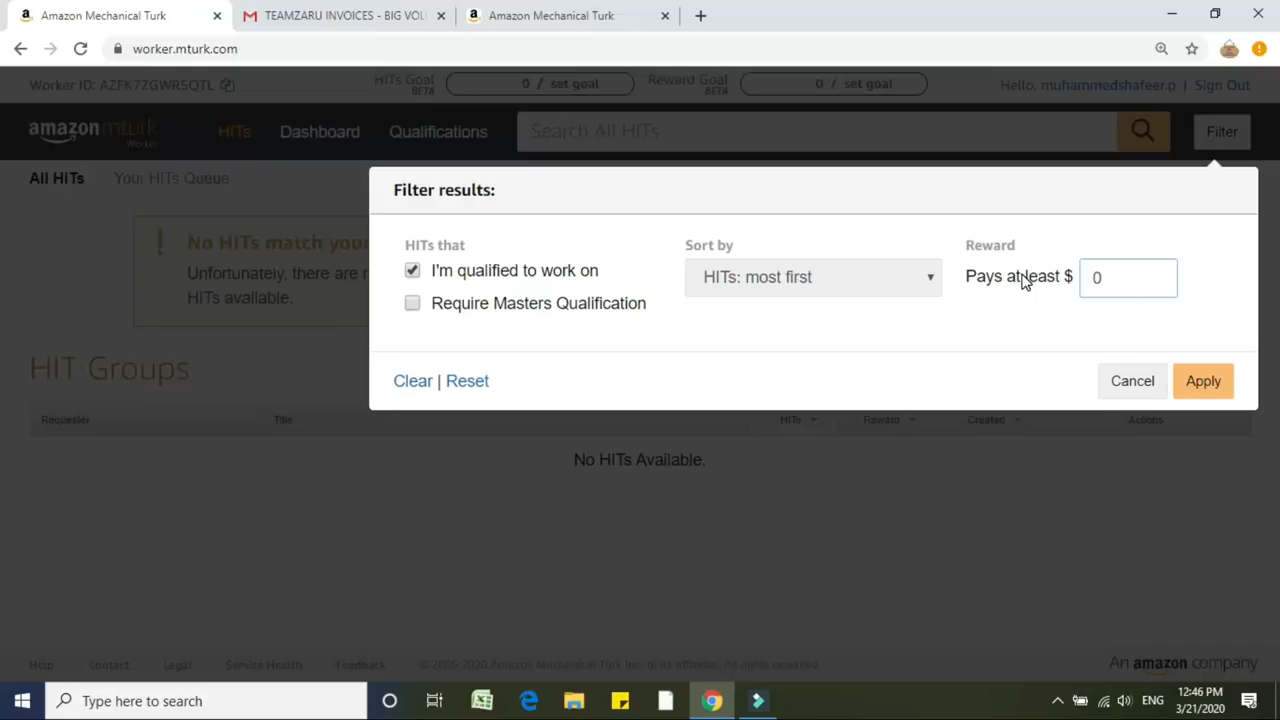 Amazon Mechanical Turk
TEAMZARU INVOICES - BIG VOL
Amazon Mechanical Turk
worker.mturk.com
Worker ID: AZFK7ZGWR5QTL
HITs Goal
BETA
0 / set goal
Reward Goal
BETA
0 / set goal
Hello, muhammedshafeer.p | Sign Out
amazon mturk
Worker
HITs
Dashboard
Qualifications
Search All HITs
Filter
All HITs
Your HITs Queue
Filter results:
No HITs match your
Unfortunately, there are
HITs available.
HITs that
I'm qualified to work on
Require Masters Qualification
Sort by
HITs: most first
Reward
Pays at least $
0
Clear | Reset
Cancel
Apply
HIT Groups
Requester
Title
HITs
Reward
Created
Actions
No HITs Available.
Help
Contact
Legal
Service Health
Feedback
© 2005-2020 Amazon Mechanical Turk Inc. or its affiliates. All rights reserved
An amazon company
Type here to search
ENG
12:46 PM
3/21/2020